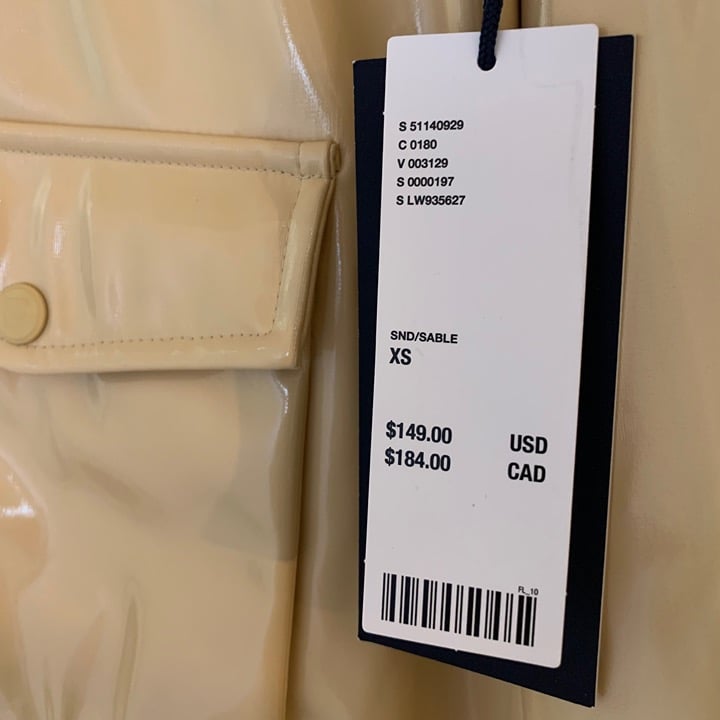 S 51140929
C 0180
V 003129
S 0000197
S LW935627
SND/SABLE
XS
$149.00 USD
$184.00 CAD
FL_10